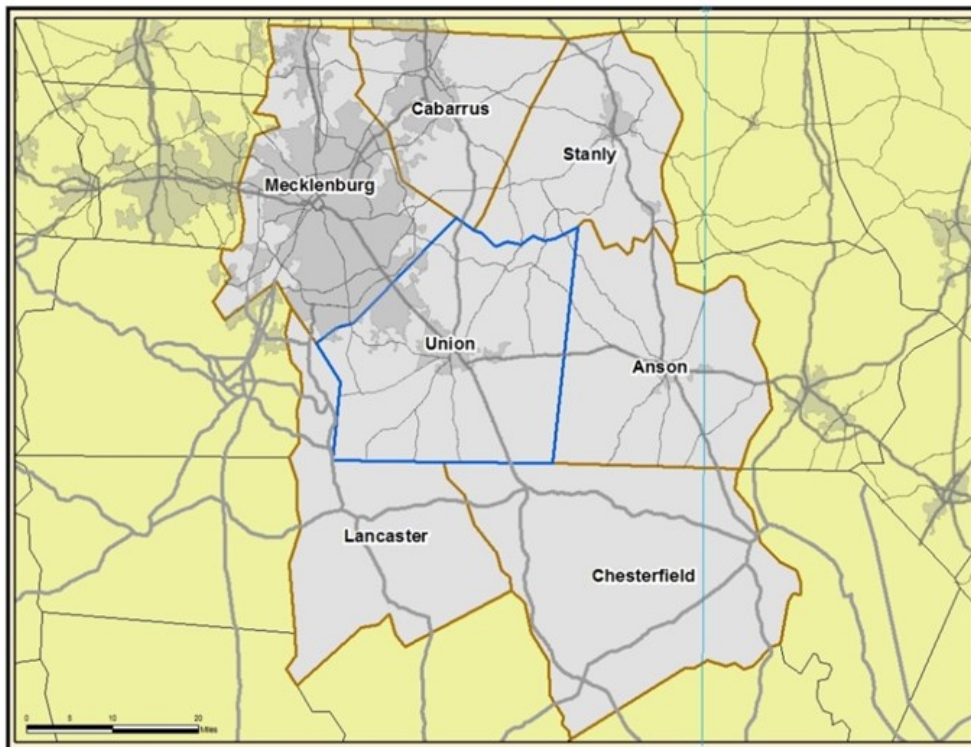 Cabarrus
Stanly
Mecklenburg
Union
Anson
Lancaster
Chesterfield
0 5 10 20
Miles